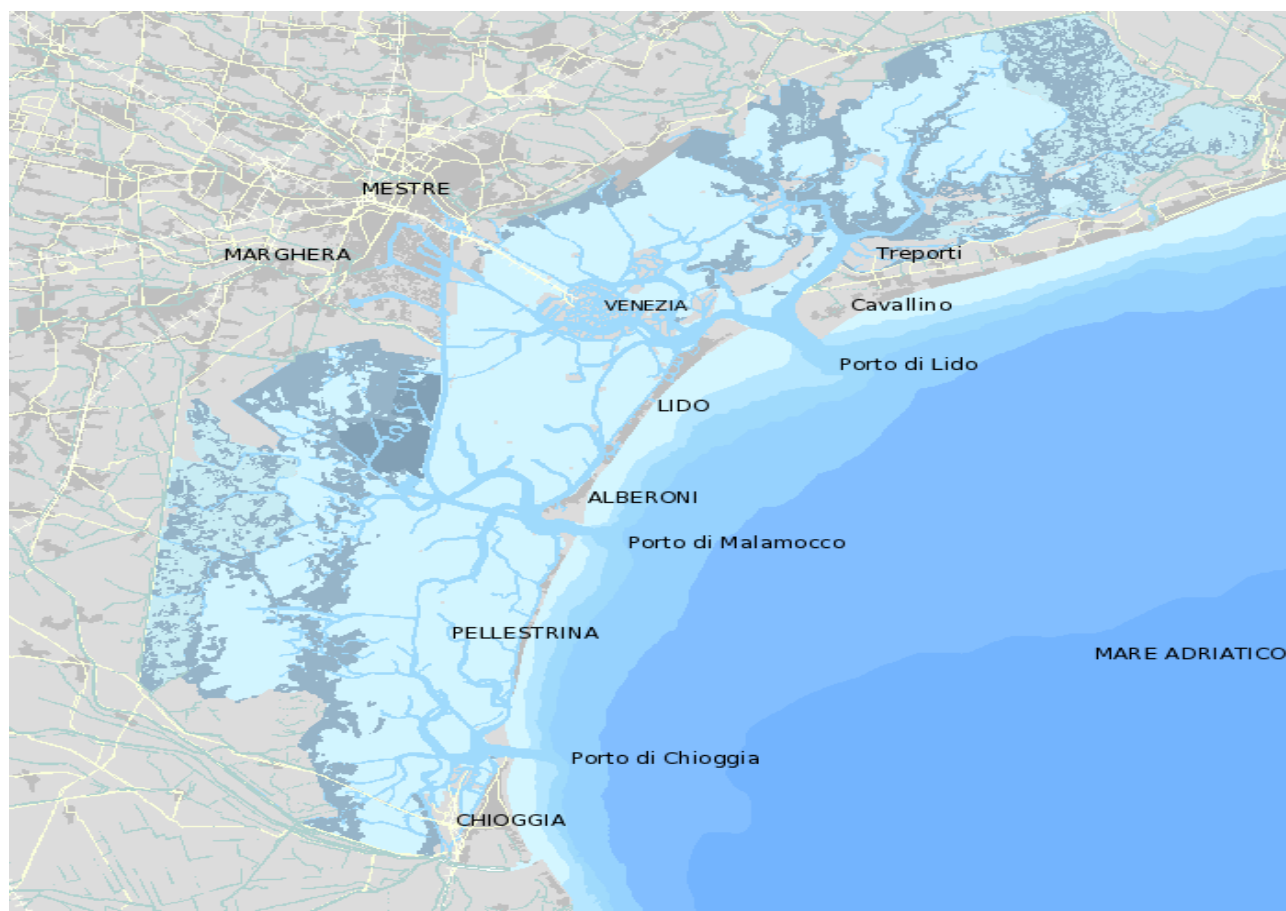 MESTRE
MARGHERA
Treporti
VENEZIA
Cavallino
Porto di Lido
LIDO
ALBERONI
Porto di Malamocco
PELLESTRINA
MARE ADRIATICO
Porto di Chioggia
CHIOGGIA